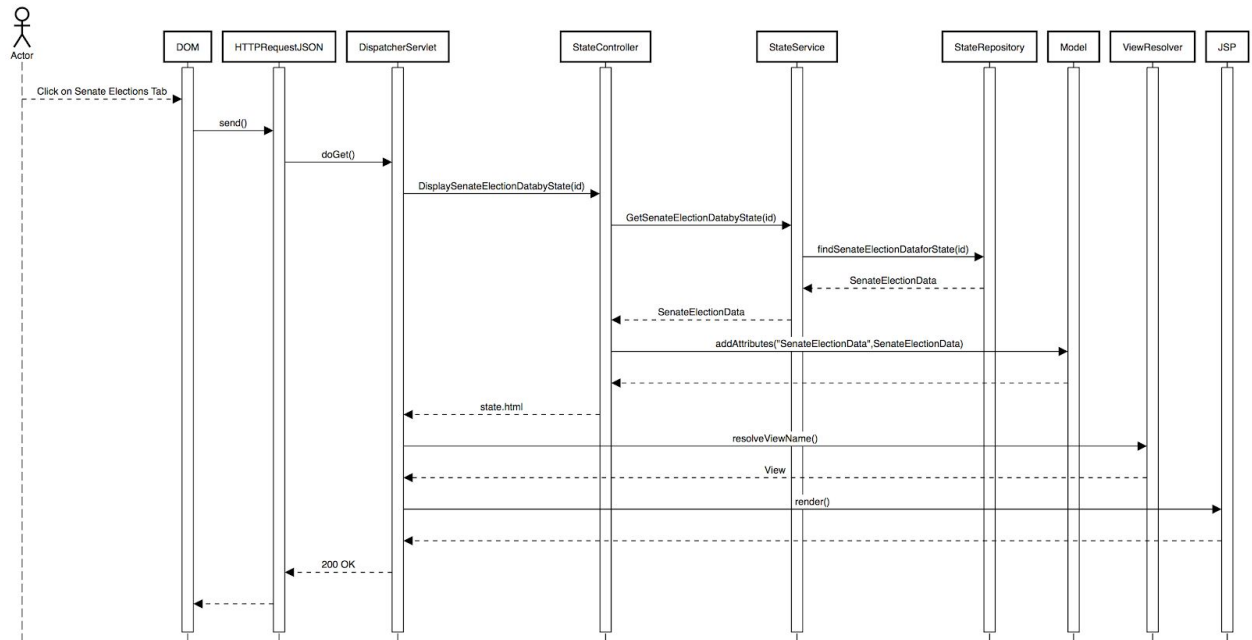 Actor
DOM
HTTPRequestJSON
DispatcherServlet
StateController
StateService
StateRepository
Model
ViewResolver
JSP
Click on Senate Elections Tab
send()
doGet()
DisplaySenateElectionDatabyState(id)
GetSenateElectionDatabyState(id)
findSenateElectionDataforState(id)
SenateElectionData
SenateElectionData
addAttributes("SenateElectionData",SenateElectionData)
state.html
resolveViewName()
View
render()
200 OK